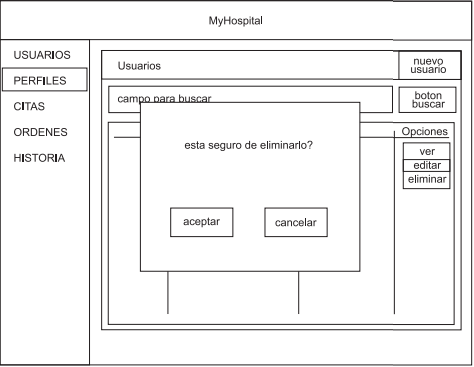 MyHospital
USUARIOS
PERFILES
CITAS
ORDENES
HISTORIA
Usuarios
nuevo
usuario
campo para buscar
boton
buscar
Opciones
ver
editar
eliminar
esta seguro de eliminarlo?
aceptar
cancelar